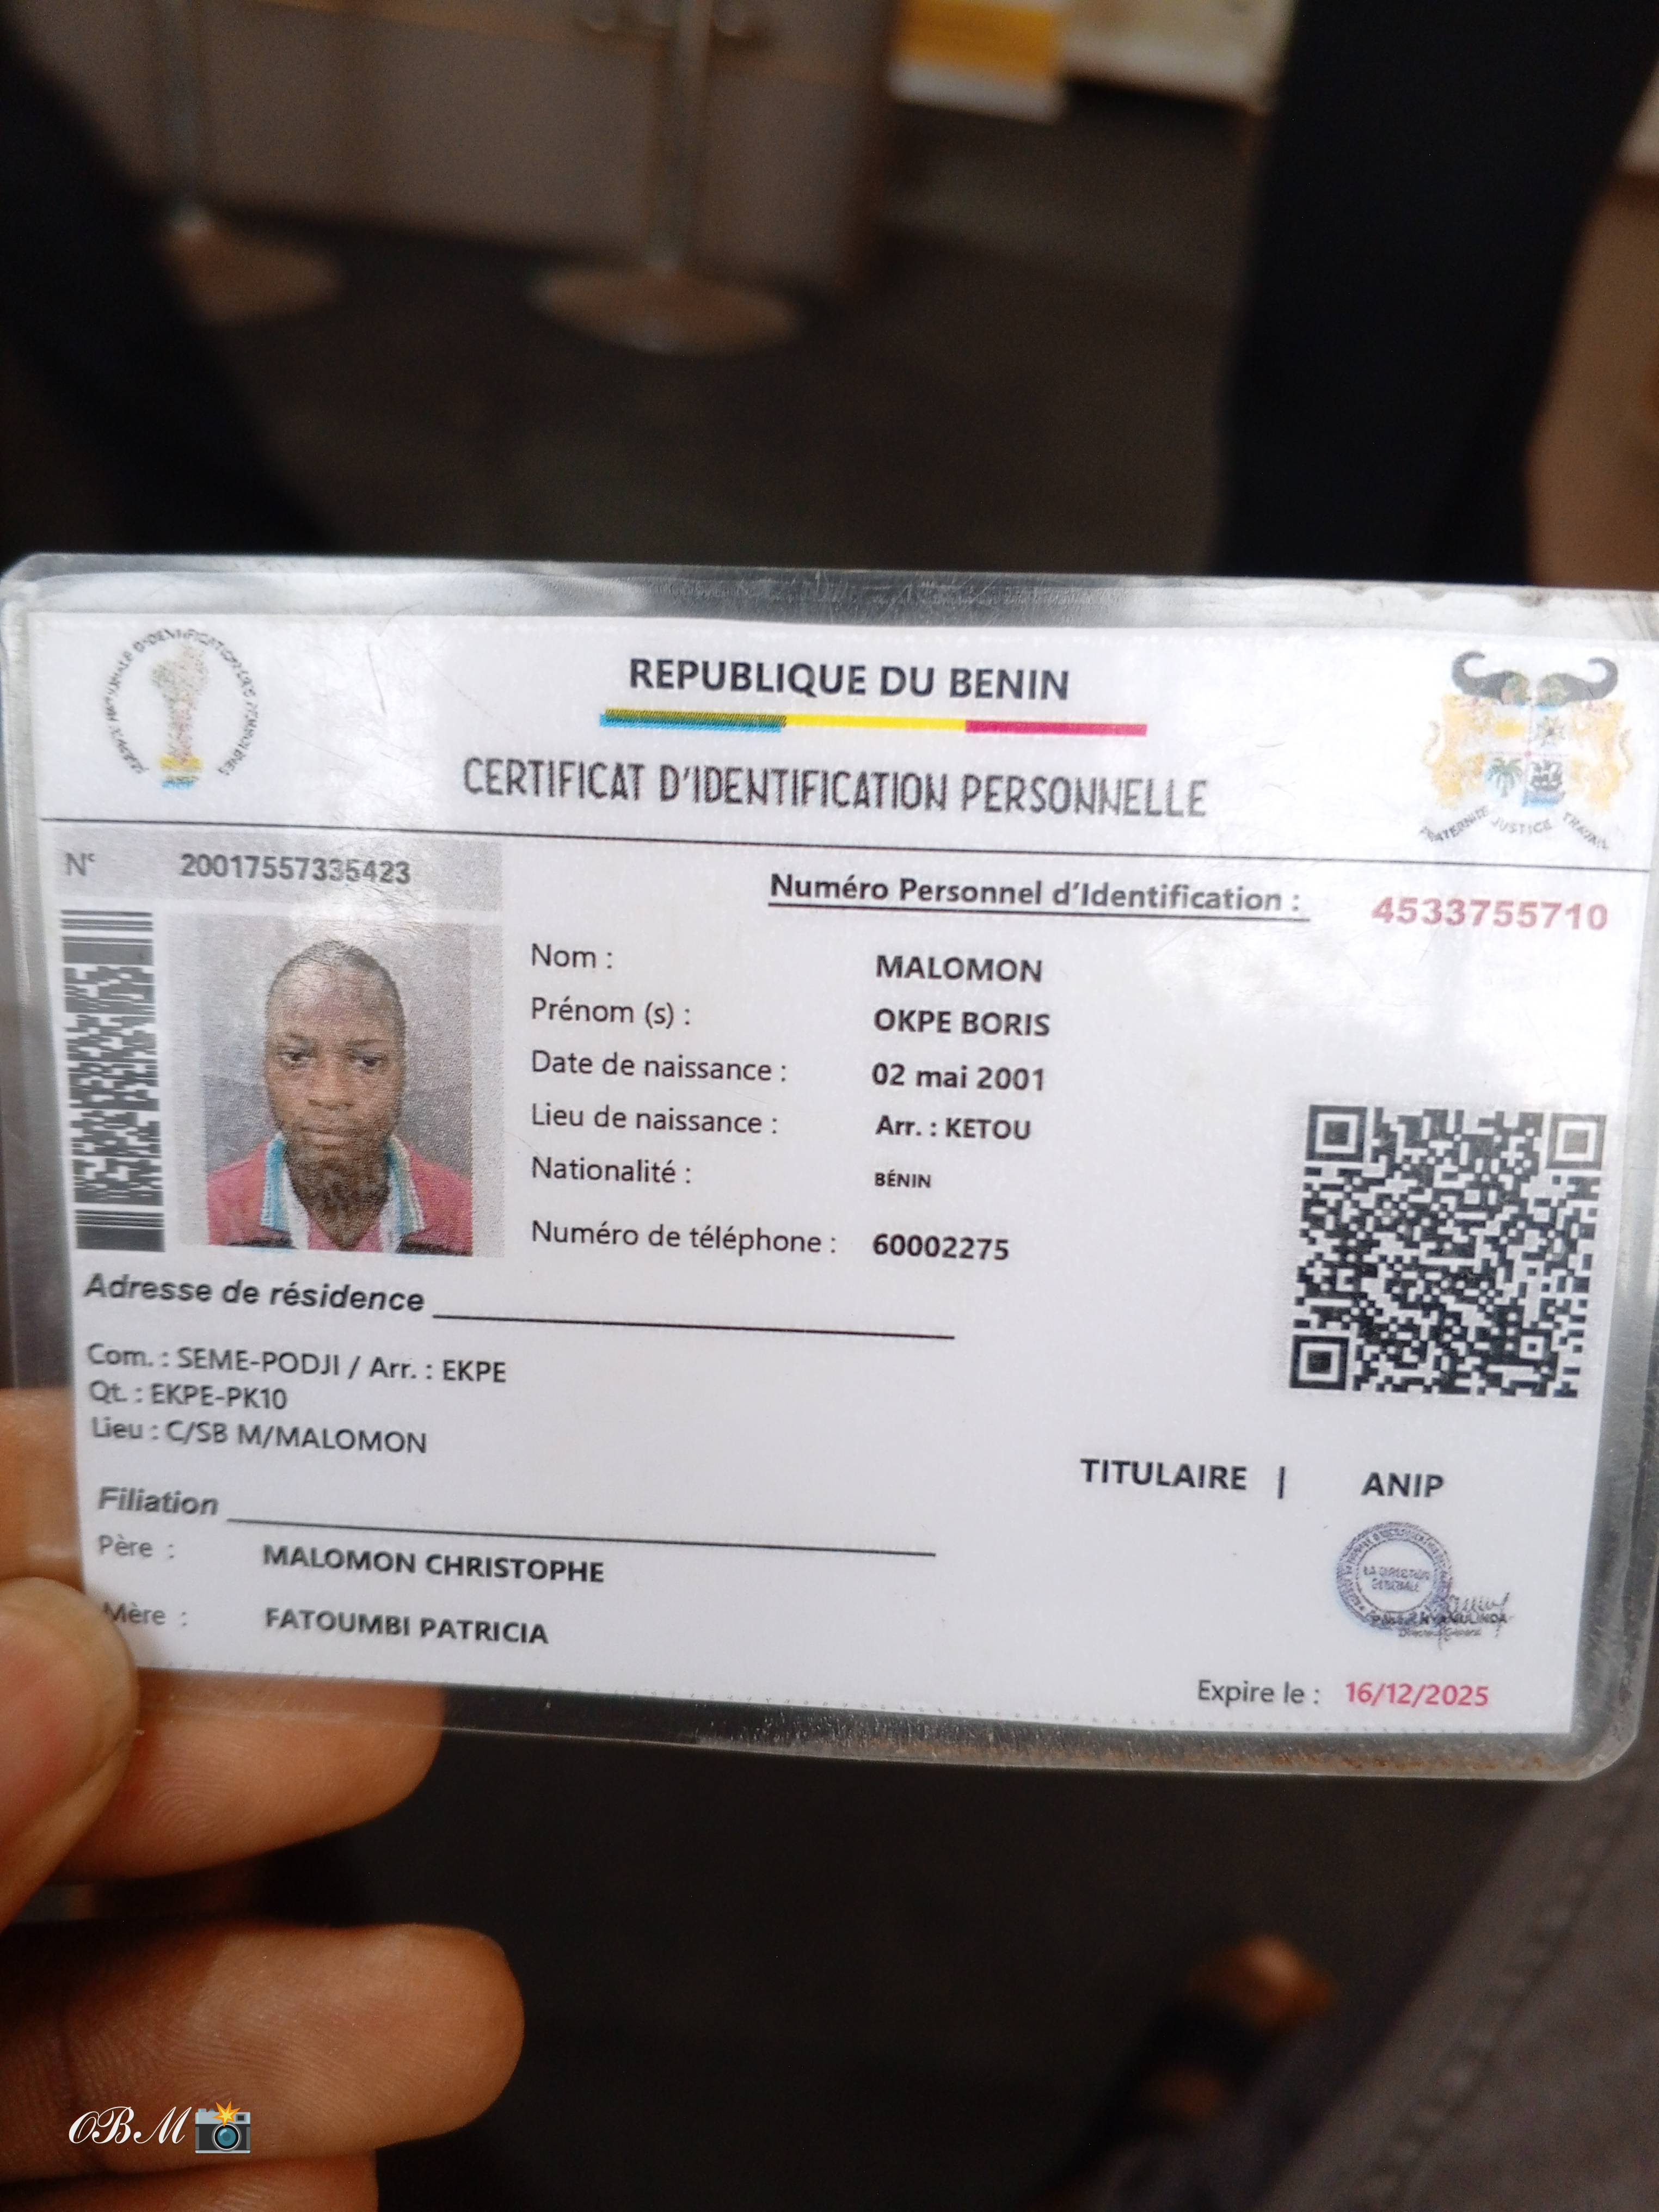 REPUBLIQUE DU BENIN
CERTIFICAT D'IDENTIFICATION PERSONNELLE
FRATERNITE JUSTICE TRAVAIL
N° 20017557335423
Numéro Personnel d'Identification : 4533755710
Nom : MALOMON
Prénom (s) : OKPE BORIS
Date de naissance : 02 mai 2001
Lieu de naissance : Arr. : KETOU
Nationalité : BÉNIN
Numéro de téléphone : 60002275
Adresse de résidence
Com. : SEME-PODJI / Arr. : EKPE
Qt. : EKPE-PK10
Lieu : C/SB M/MALOMON
TITULAIRE | ANIP
Filiation
Père : MALOMON CHRISTOPHE
Mère : FATOUMBI PATRICIA
LA DIRECTION
GENERALE
Directeur Général
Expire le : 16/12/2025
OBM